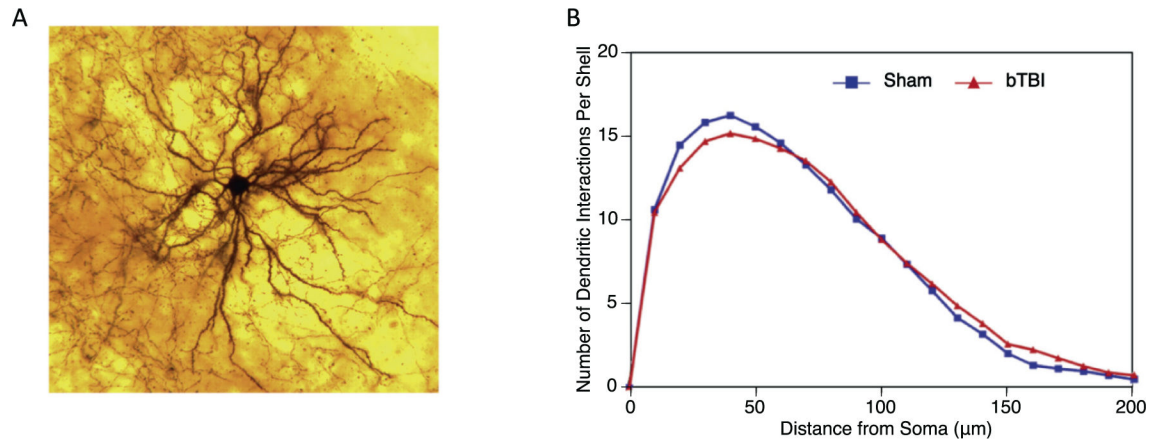 A
B
Number of Dendritic Interactions Per Shell
20
15
10
5
0
Sham
bTBI
0
50
100
150
200
Distance from Soma (μm)